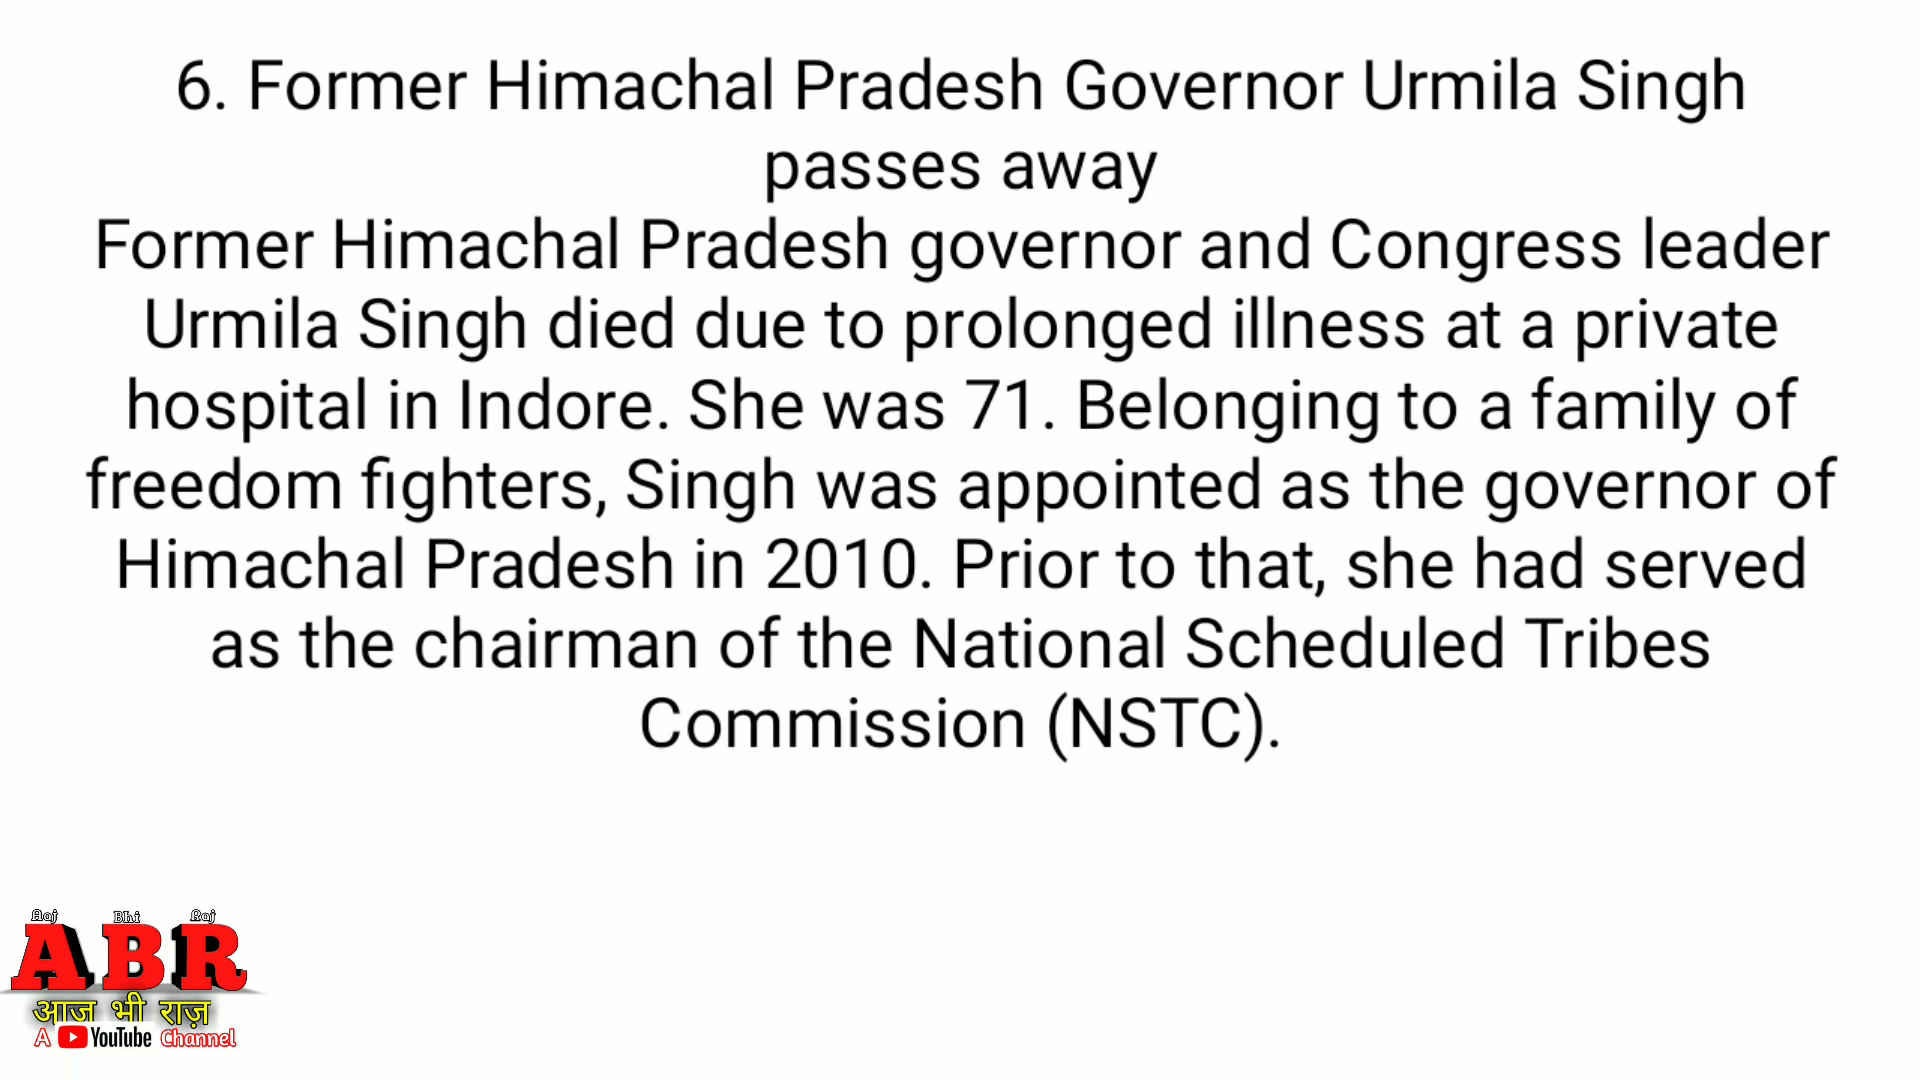 6. Former Himachal Pradesh Governor Urmila Singh
passes away
Former Himachal Pradesh governor and Congress leader
Urmila Singh died due to prolonged illness at a private
hospital in Indore. She was 71. Belonging to a family of
freedom fighters, Singh was appointed as the governor of
Himachal Pradesh in 2010. Prior to that, she had served
as the chairman of the National Scheduled Tribes
Commission (NSTC).
Aaj Bhi Raj
ABR
आज भी राज़
A YouTube Channel